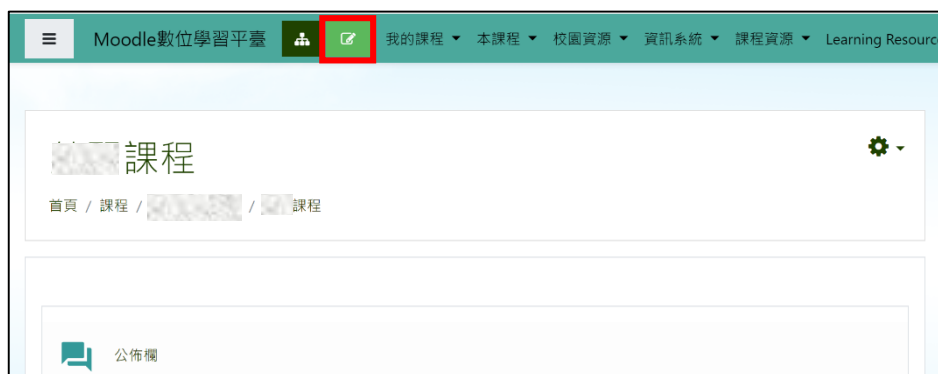 Moodle數位學習平臺 我的課程 本課程 校園資源 資訊系統 課程資源 Learning Resourc
課程
首頁 / 課程 / / 課程
公佈欄